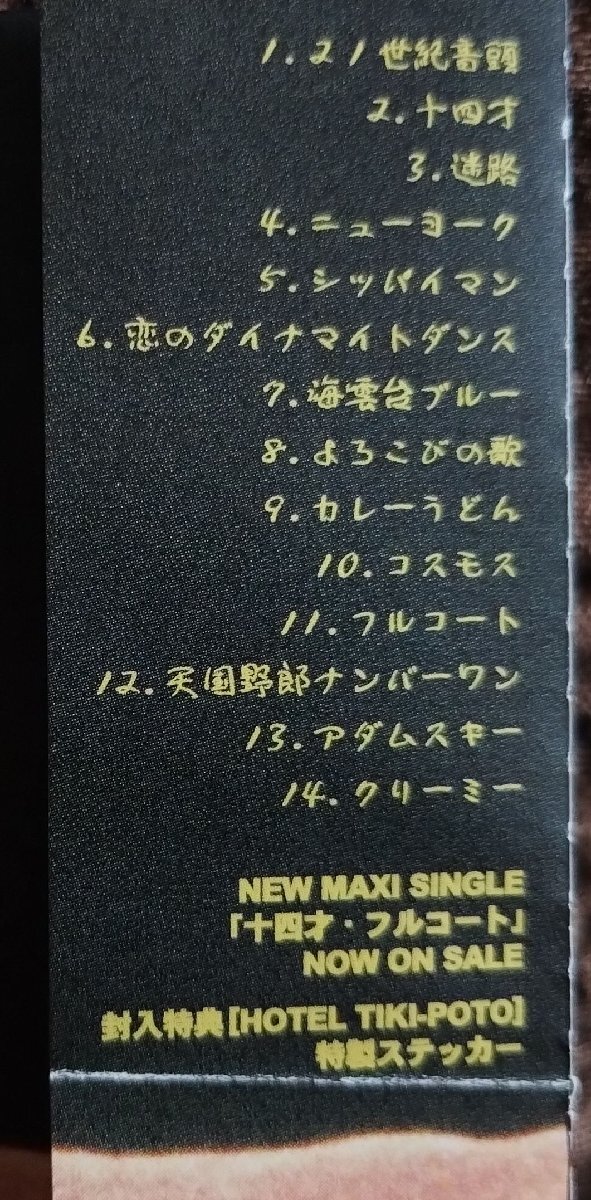 1. 21世紀音頭
2. 十四才
3. 迷路
4. ニューヨーク
5. シッパイマン
6. 恋のダイナマイトダンス
7. 海雲台ブルー
8. よろこびの歌
9. カレーうどん
10. コスモス
11. フルコート
12. 天国野郎ナンバーワン
13. アダムスキー
14. クリーミー
NEW MAXI SINGLE
「十四才・フルコート」
NOW ON SALE
封入特典[HOTEL TIKI-POTO]
特製ステッカー